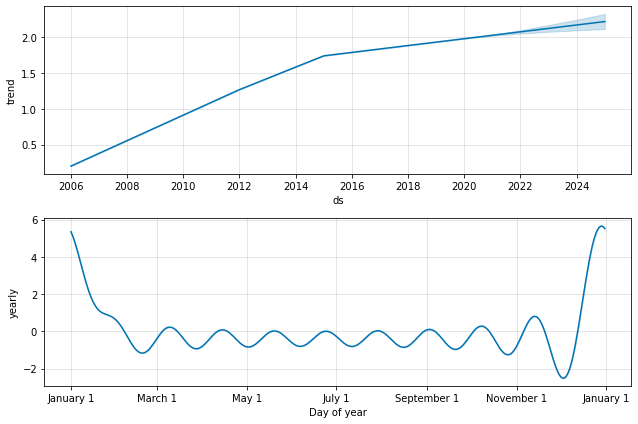 2.0
1.5
1.0
0.5
trend
2006 2008 2010 2012 2014 2016 2018 2020 2022 2024
ds
6
4
2
0
−2
yearly
January 1 March 1 May 1 July 1 September 1 November 1 January 1
Day of year